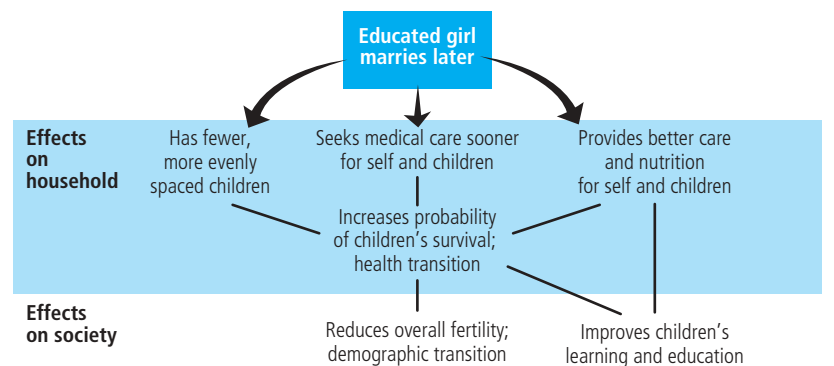 Educated girl
marries later
Effects
on
household
Has fewer,
more evenly
spaced children
Seeks medical care sooner
for self and children
Provides better care
and nutrition
for self and children
Increases probability
of children's survival;
health transition
Effects
on society
Reduces overall fertility;
demographic transition
Improves children's
learning and education